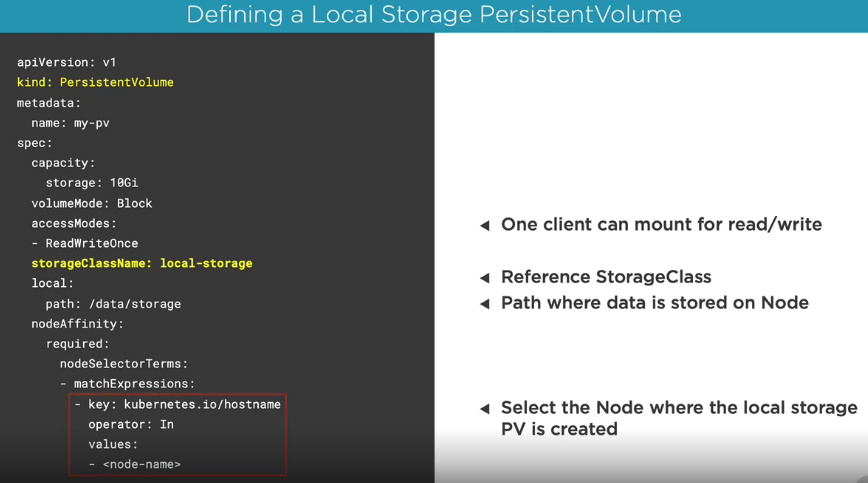 Defining a Local Storage PersistentVolume
apiVersion: v1
kind: PersistentVolume
metadata:
  name: my-pv
spec:
  capacity:
    storage: 10Gi
  volumeMode: Block
  accessModes:
  - ReadWriteOnce
  storageClassName: local-storage
  local:
    path: /data/storage
  nodeAffinity:
    required:
      nodeSelectorTerms:
      - matchExpressions:
        - key: kubernetes.io/hostname
          operator: In
          values:
          - <node-name>
One client can mount for read/write
Reference StorageClass
Path where data is stored on Node
Select the Node where the local storage
PV is created